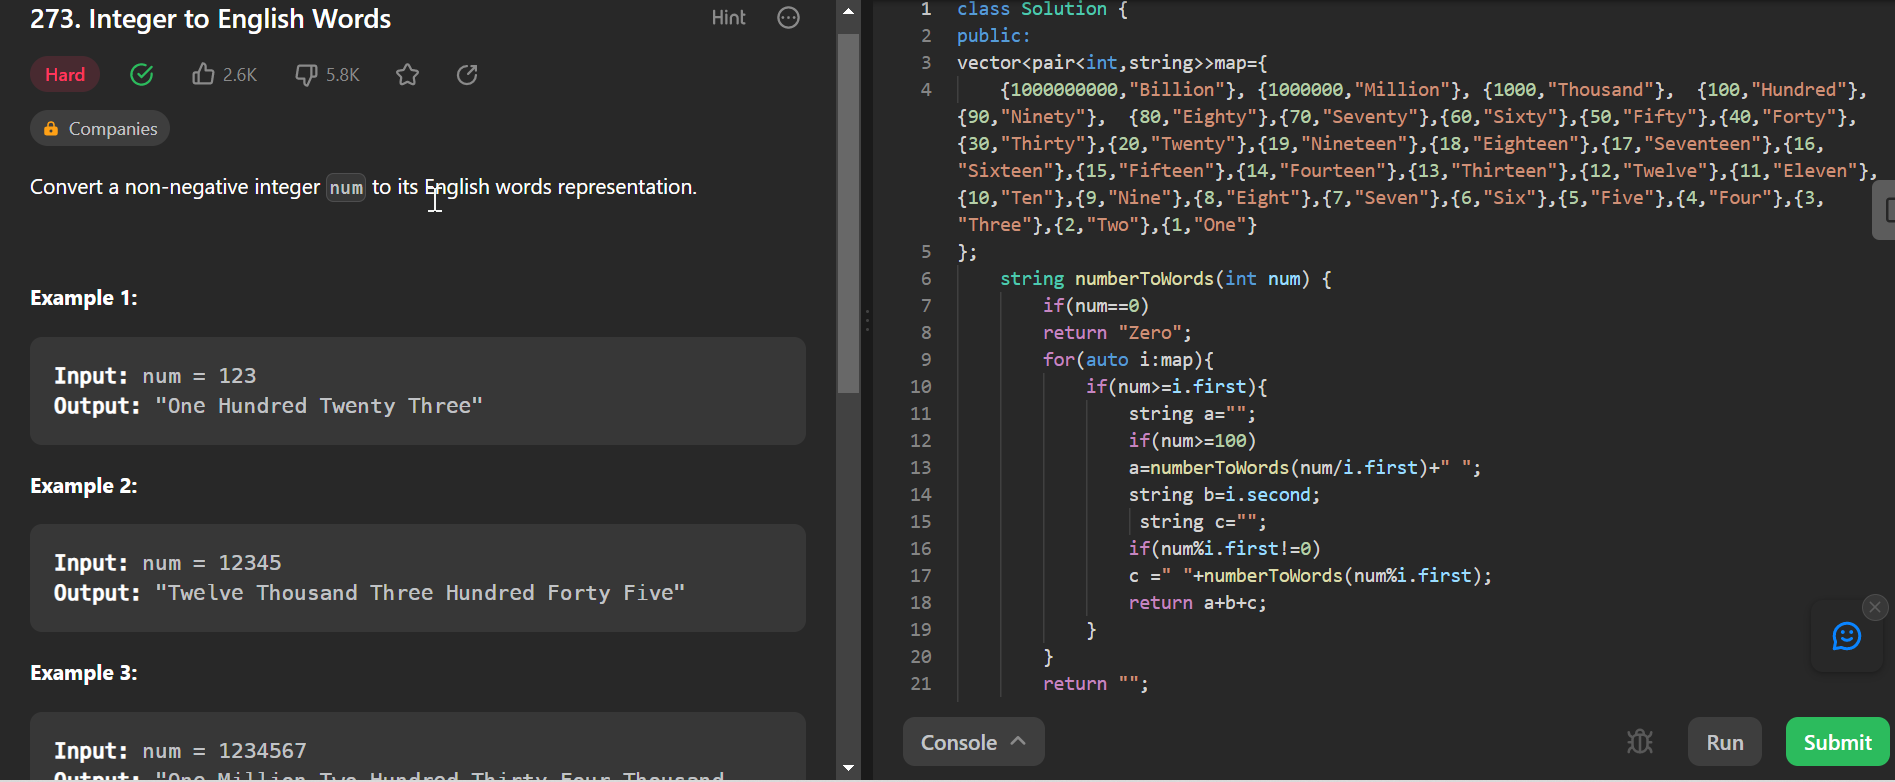 273. Integer to English Words
Hint
Hard
2.6K
5.8K
Companies
Convert a non-negative integer num to its English words representation.
Example 1:
Input: num = 123
Output: "One Hundred Twenty Three"
Example 2:
Input: num = 12345
Output: "Twelve Thousand Three Hundred Forty Five"
Example 3:
Input: num = 1234567
Output: "One Million Two Hundred Thirty Four Thousand
1 class Solution {
2 public:
3 vector<pair<int,string>>map={
4 {1000000000,"Billion"}, {1000000,"Million"}, {1000,"Thousand"},  {100,"Hundred"},
{90,"Ninety"},  {80,"Eighty"},{70,"Seventy"},{60,"Sixty"},{50,"Fifty"},{40,"Forty"},
{30,"Thirty"},{20,"Twenty"},{19,"Nineteen"},{18,"Eighteen"},{17,"Seventeen"},{16,
"Sixteen"},{15,"Fifteen"},{14,"Fourteen"},{13,"Thirteen"},{12,"Twelve"},{11,"Eleven"},
{10,"Ten"},{9,"Nine"},{8,"Eight"},{7,"Seven"},{6,"Six"},{5,"Five"},{4,"Four"},{3,
"Three"},{2,"Two"},{1,"One"}
5 };
6 string numberToWords(int num) {
7 if(num==0)
8 return "Zero";
9 for(auto i:map){
10 if(num>=i.first){
11 string a="";
12 if(num>=100)
13 a=numberToWords(num/i.first)+" ";
14 string b=i.second;
15 string c="";
16 if(num%i.first!=0)
17 c =" "+numberToWords(num%i.first);
18 return a+b+c;
19 }
20 }
21 return "";
Console
Run
Submit